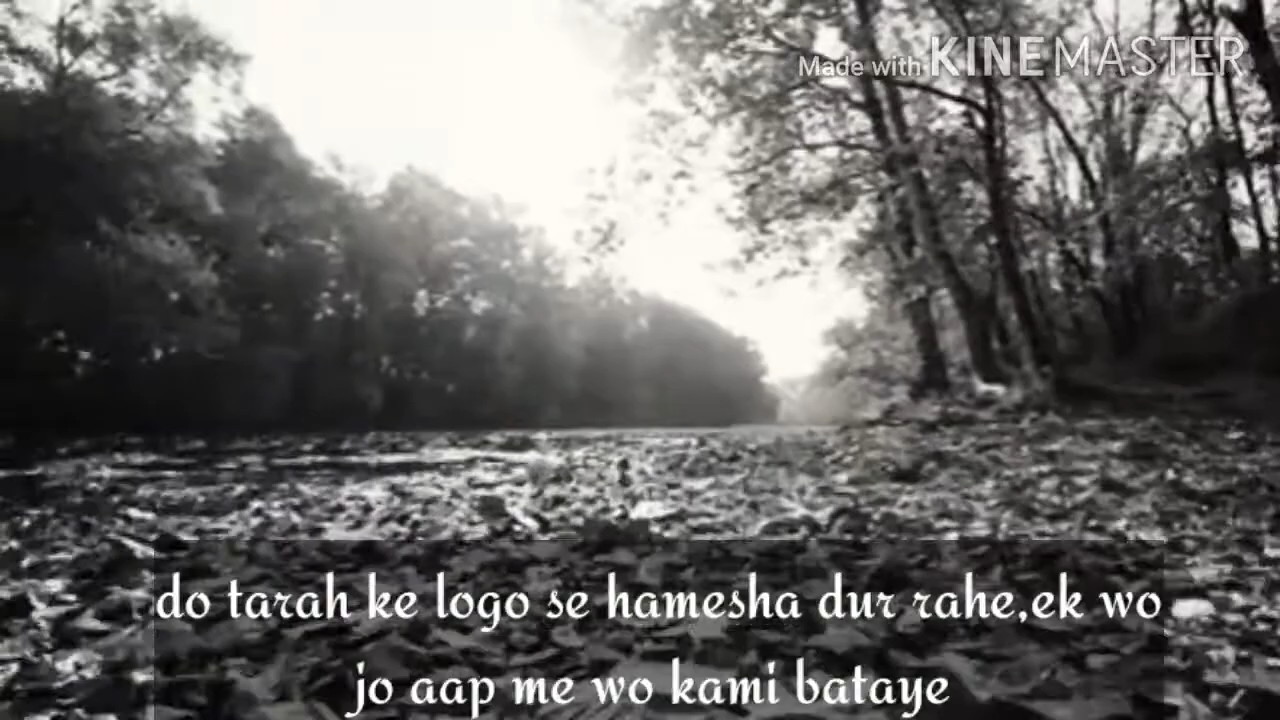 Made with KINEMASTER
do tarah ke logo se hamesha dur rahe,ek wo
jo aap me wo kami bataye